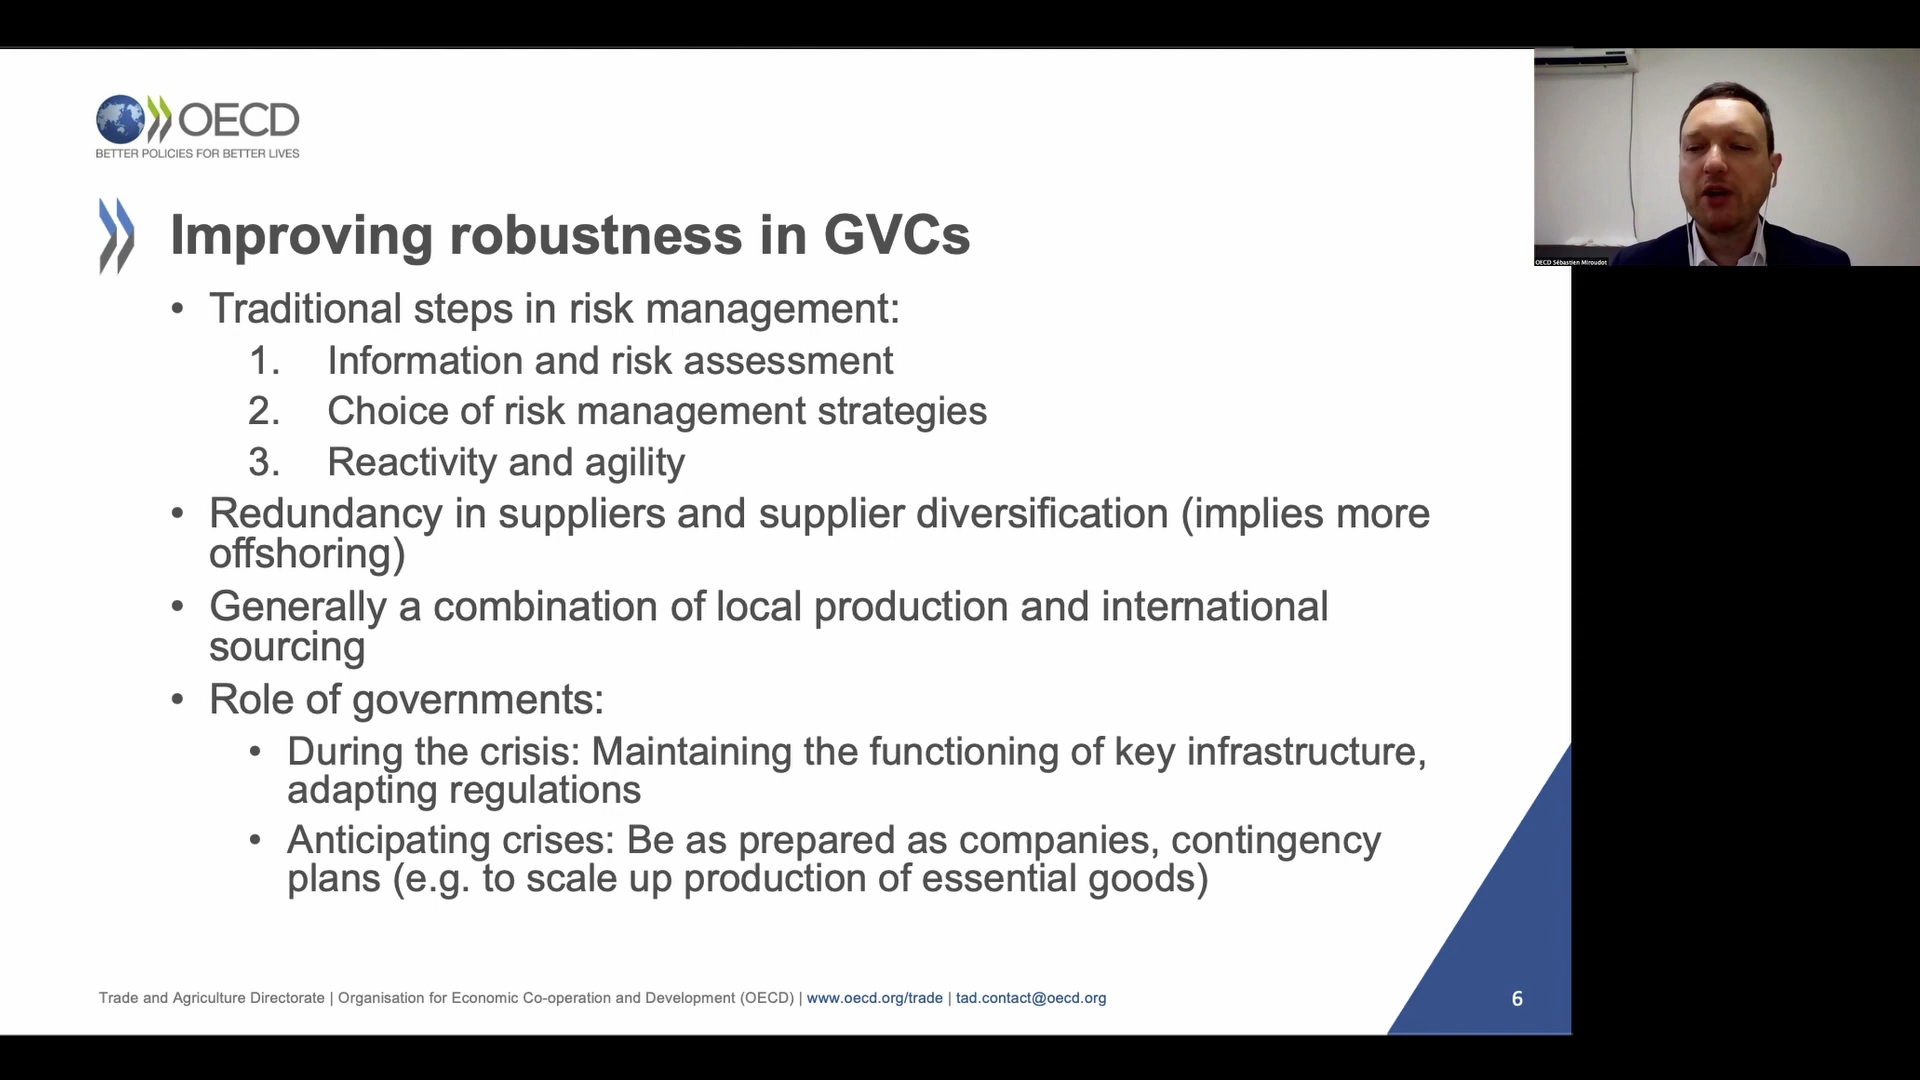 OECD
BETTER POLICIES FOR BETTER LIVES
OECD Sébastien Miroudot
Improving robustness in GVCs
• Traditional steps in risk management:
1. Information and risk assessment
2. Choice of risk management strategies
3. Reactivity and agility
• Redundancy in suppliers and supplier diversification (implies more
offshoring)
• Generally a combination of local production and international
sourcing
• Role of governments:
• During the crisis: Maintaining the functioning of key infrastructure,
adapting regulations
• Anticipating crises: Be as prepared as companies, contingency
plans (e.g. to scale up production of essential goods)
Trade and Agriculture Directorate | Organisation for Economic Co-operation and Development (OECD) | www.oecd.org/trade | tad.contact@oecd.org
6